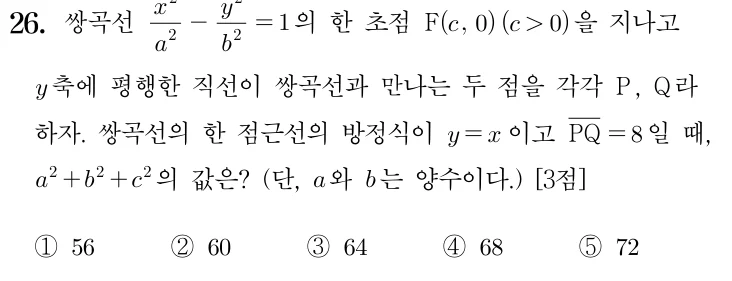 26. 쌍곡선 x²/a² − y²/b² = 1의 한 초점 F(c, 0)(c>0)을 지나고
y축에 평행한 직선이 쌍곡선과 만나는 두 점을 각각 P, Q라
하자. 쌍곡선의 한 점근선의 방정식이 y=x이고 P̅Q̅=8일 때,
a²+b²+c²의 값은? (단, a와 b는 양수이다.) [3점]
① 56 ② 60 ③ 64 ④ 68 ⑤ 72